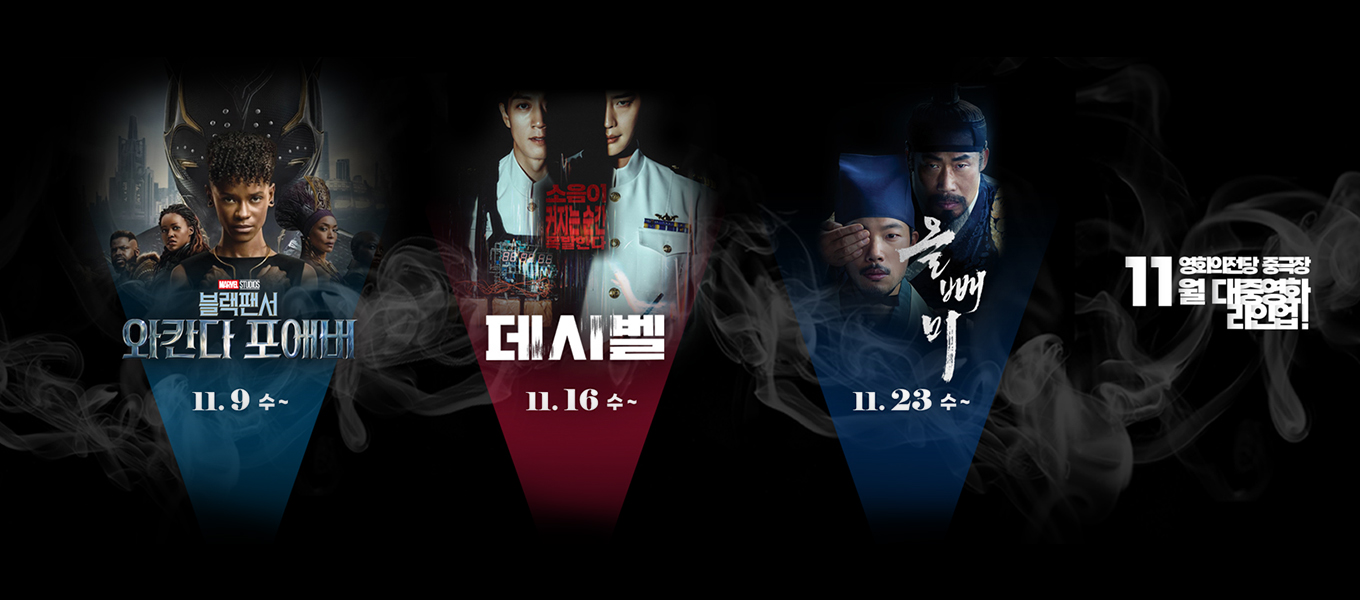 MARVEL STUDIOS
블랙팬서
와칸다 포에버
11. 9 수~
소음이
커지는 순간
폭발한다
데시벨
11. 16 수~
올빼미
11. 23 수~
11월
영화의전당 중극장
대중영화
라인업!